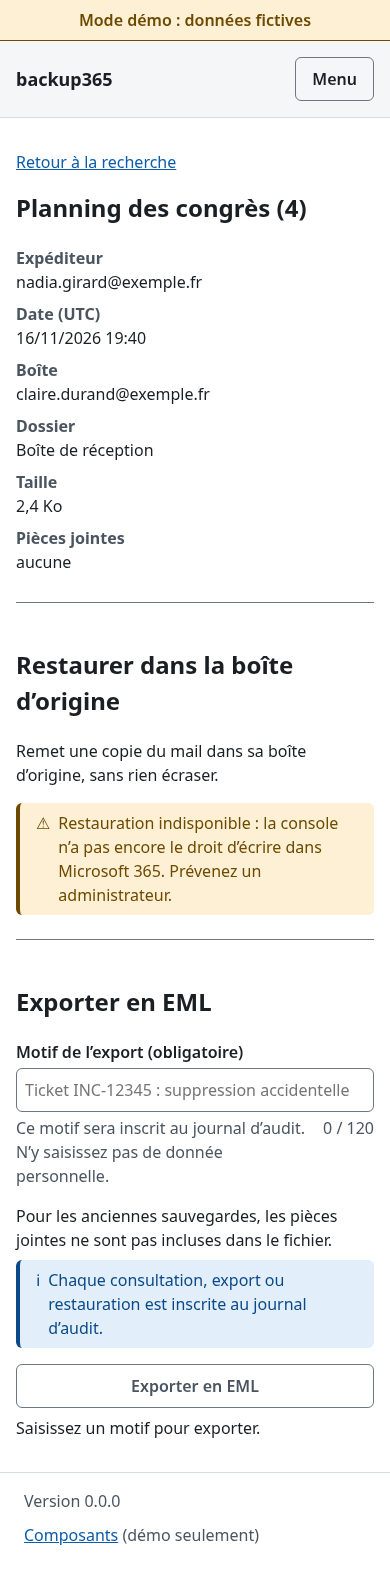 Mode démo : données fictives
backup365
Menu
Retour à la recherche
Planning des congrès (4)
Expéditeur
nadia.girard@exemple.fr
Date (UTC)
16/11/2026 19:40
Boîte
claire.durand@exemple.fr
Dossier
Boîte de réception
Taille
2,4 Ko
Pièces jointes
aucune
Restaurer dans la boîte
d’origine
Remet une copie du mail dans sa boîte
d’origine, sans rien écraser.
⚠ Restauration indisponible : la console
n’a pas encore le droit d’écrire dans
Microsoft 365. Prévenez un
administrateur.
Exporter en EML
Motif de l’export (obligatoire)
Ticket INC-12345 : suppression accidentelle
Ce motif sera inscrit au journal d’audit. 0 / 120
N’y saisissez pas de donnée
personnelle.
Pour les anciennes sauvegardes, les pièces
jointes ne sont pas incluses dans le fichier.
i Chaque consultation, export ou
restauration est inscrite au journal
d’audit.
Exporter en EML
Saisissez un motif pour exporter.
Version 0.0.0
Composants (démo seulement)